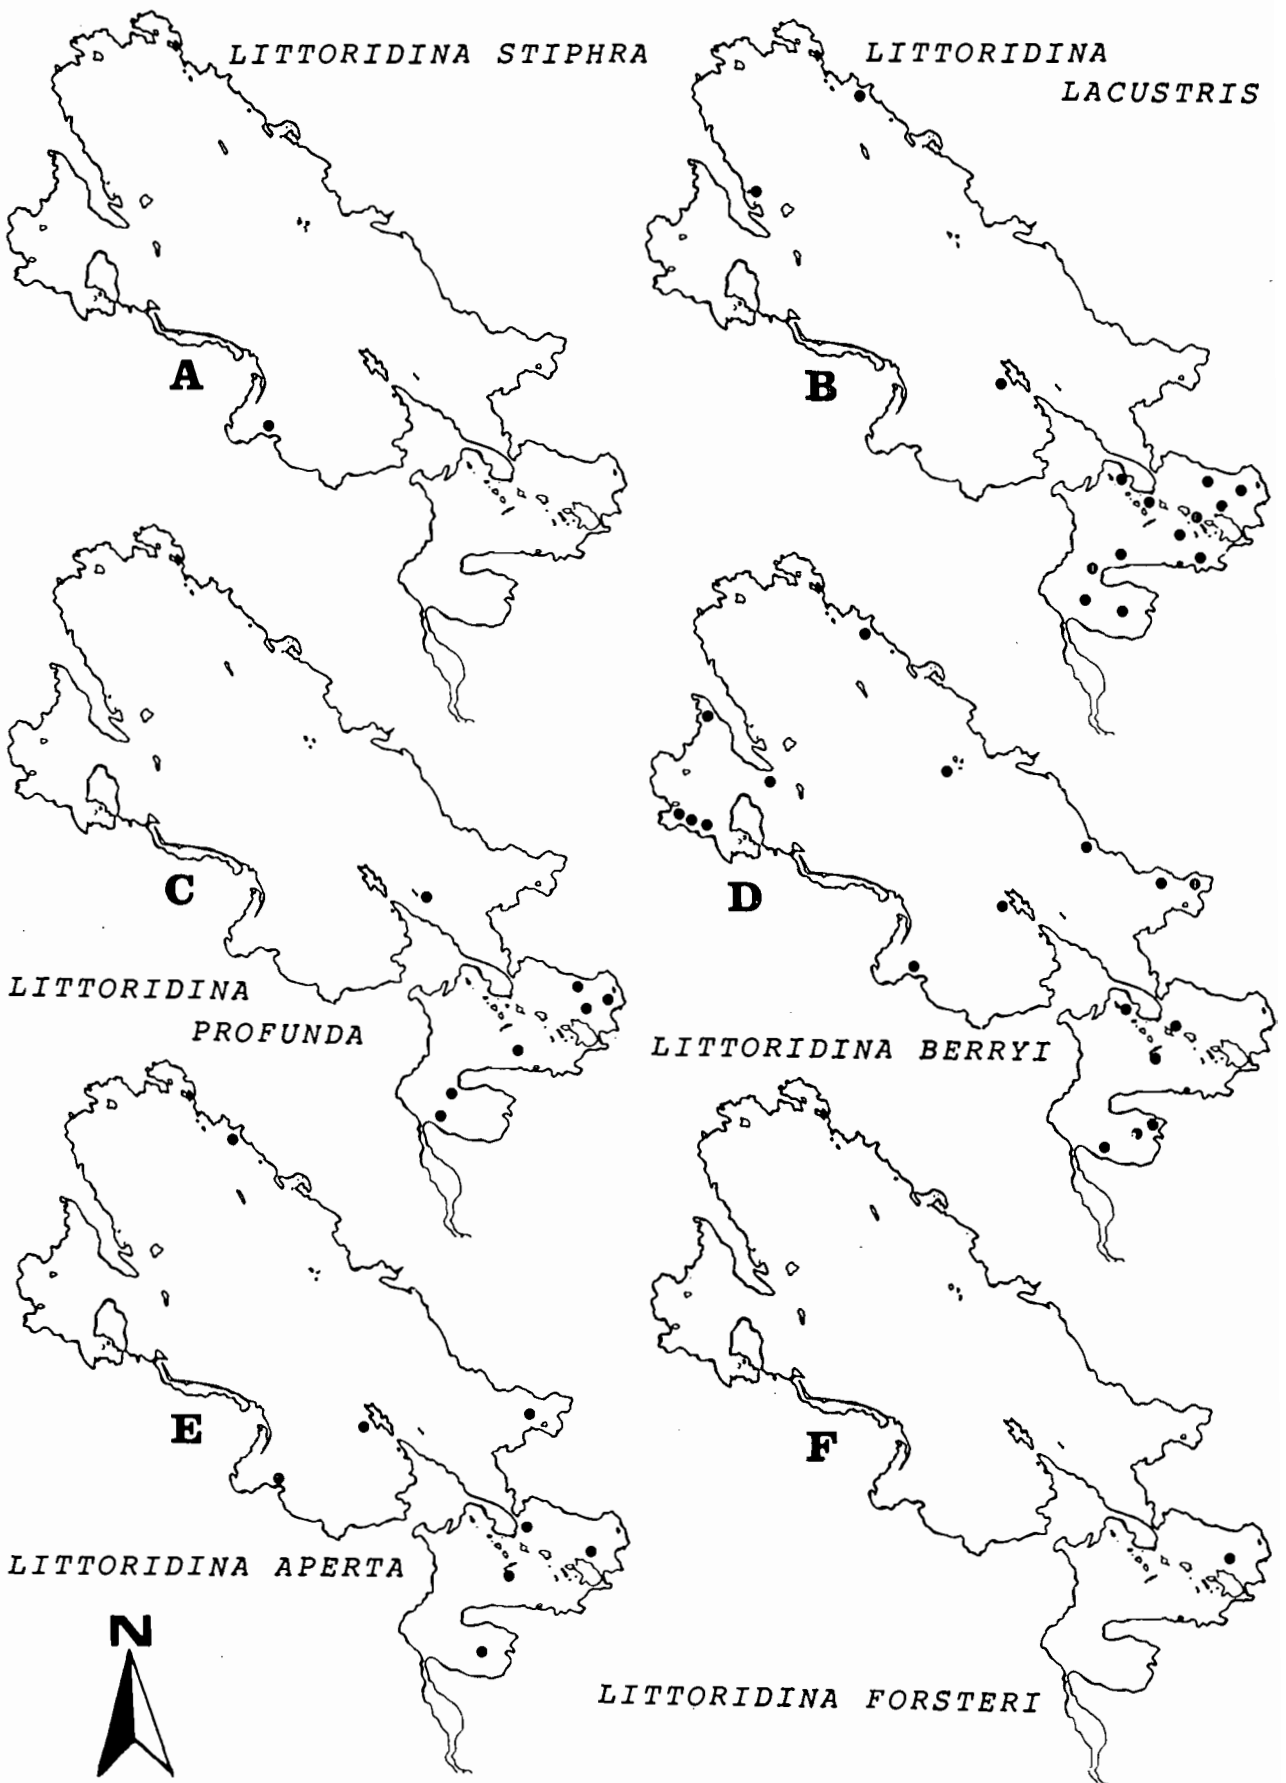 LITTORIDINA STIPHRA
LITTORIDINA
LACUSTRIS
A
B
C
D
LITTORIDINA
PROFUNDA
LITTORIDINA BERRYI
E
F
LITTORIDINA APERTA
N
LITTORIDINA FORSTERI